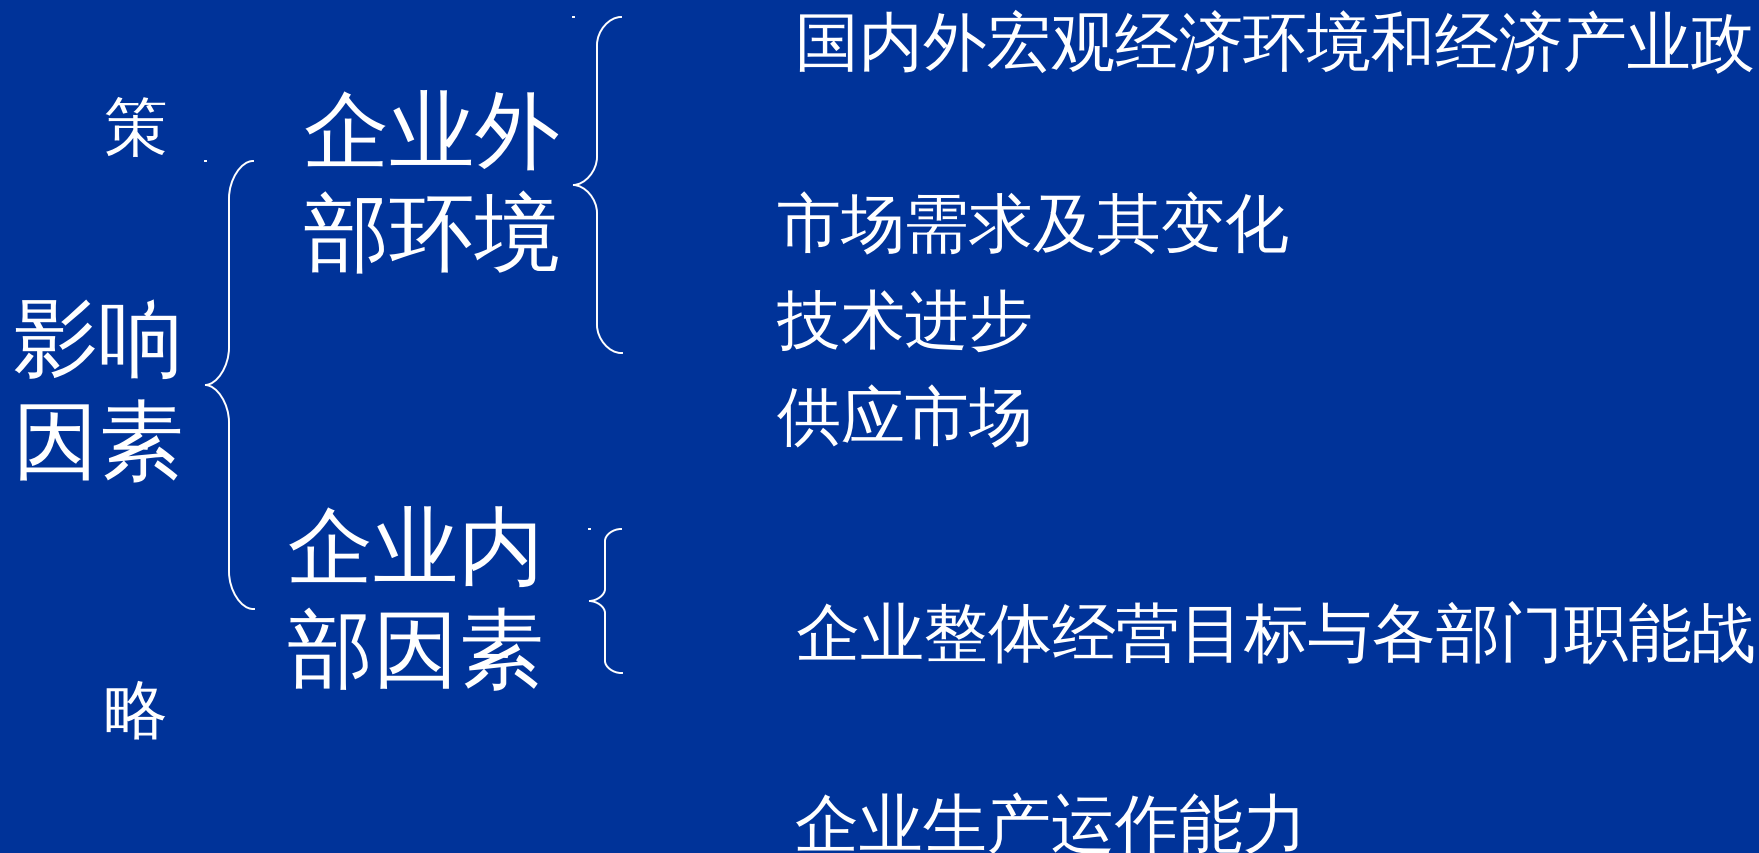 国内外宏观经济环境和经济产业政
策
企业外
部环境
市场需求及其变化
技术进步
供应市场
影响
因素
企业内
部因素
企业整体经营目标与各部门职能战
略
企业生产运作能力